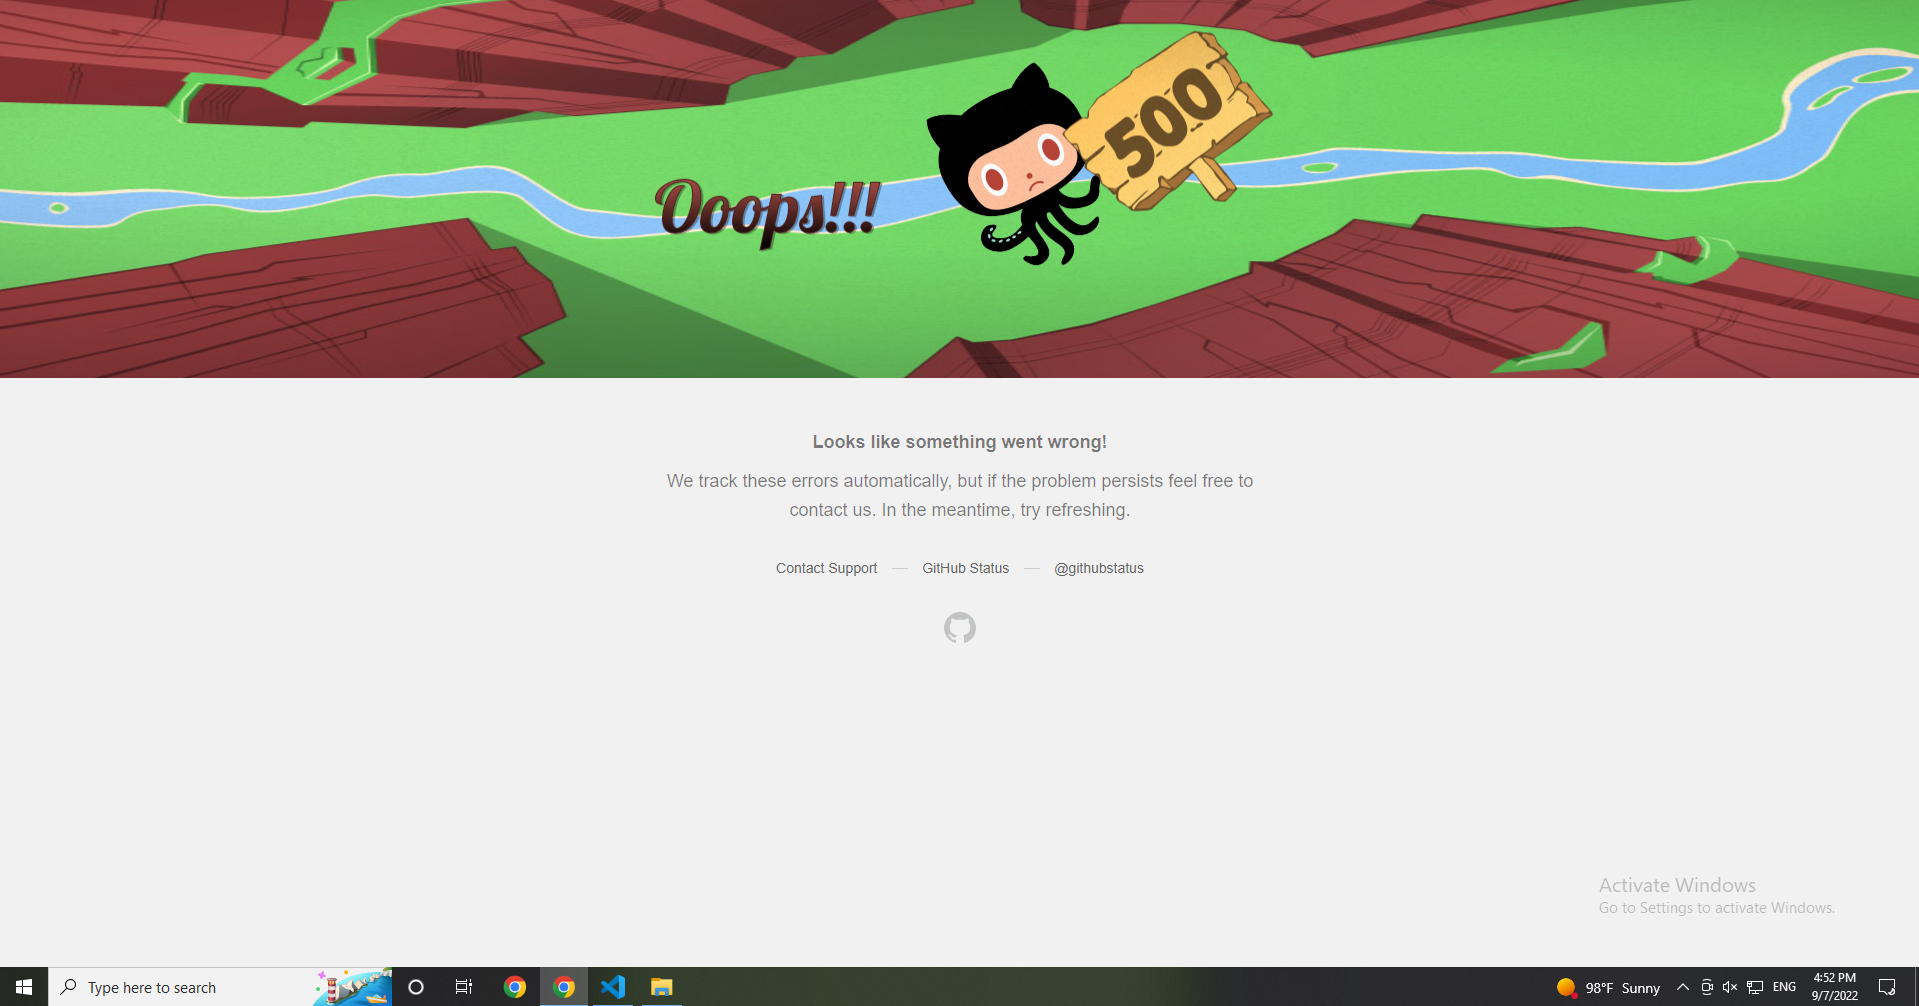 500
Ooops!!!
Looks like something went wrong!
We track these errors automatically, but if the problem persists feel free to
contact us. In the meantime, try refreshing.
Contact Support — GitHub Status — @githubstatus
Activate Windows
Go to Settings to activate Windows.
Type here to search
98°F Sunny
ENG
4:52 PM
9/7/2022